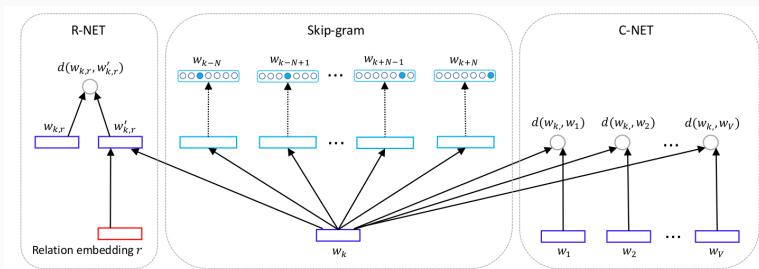 R-NET
Skip-gram
C-NET
d(w_{k,r}, w'_{k,r})
w_{k-N}
w_{k-N+1}
...
w_{k+N-1}
w_{k+N}
w_{k,r}
w'_{k,r}
...
d(w_k, w_1)
d(w_k, w_2)
d(w_k, w_V)
...
Relation embedding r
w_k
w_1
w_2
...
w_V